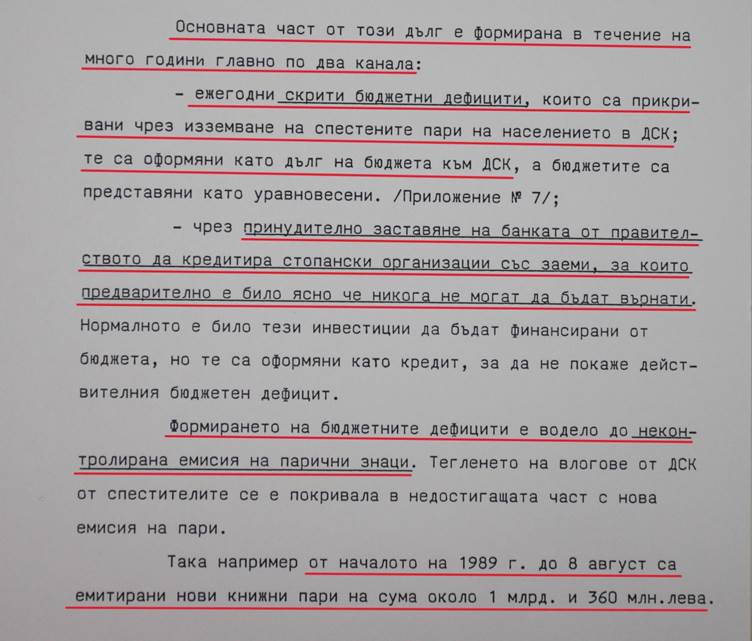 Основната част от този дълг е формирана в течение на
много години главно по два канала:
– ежегодни скрити бюджетни дефицити, които са прикри-
вани чрез изземване на спестените пари на населението в ДСК;
те са оформяни като дълг на бюджета към ДСК, а бюджетите са
представяни като уравновесени. /Приложение № 7/;
– чрез принудително заставяне на банката от правител-
ството да кредитира стопански организации със заеми, за които
предварително е било ясно че никога не могат да бъдат върнати.
Нормалното е било тези инвестиции да бъдат финансирани от
бюджета, но те са оформяни като кредит, за да не покаже дейст-
вителния бюджетен дефицит.
Формирането на бюджетните дефицити е водело до некон-
тролирана емисия на парични знаци. Тегленето на влогове от ДСК
от спестителите се е покривала в недостигащата част с нова
емисия на пари.
Така например от началото на 1989 г. до 8 август са
емитирани нови книжни пари на сума около 1 млрд. и 360 млн.лева.